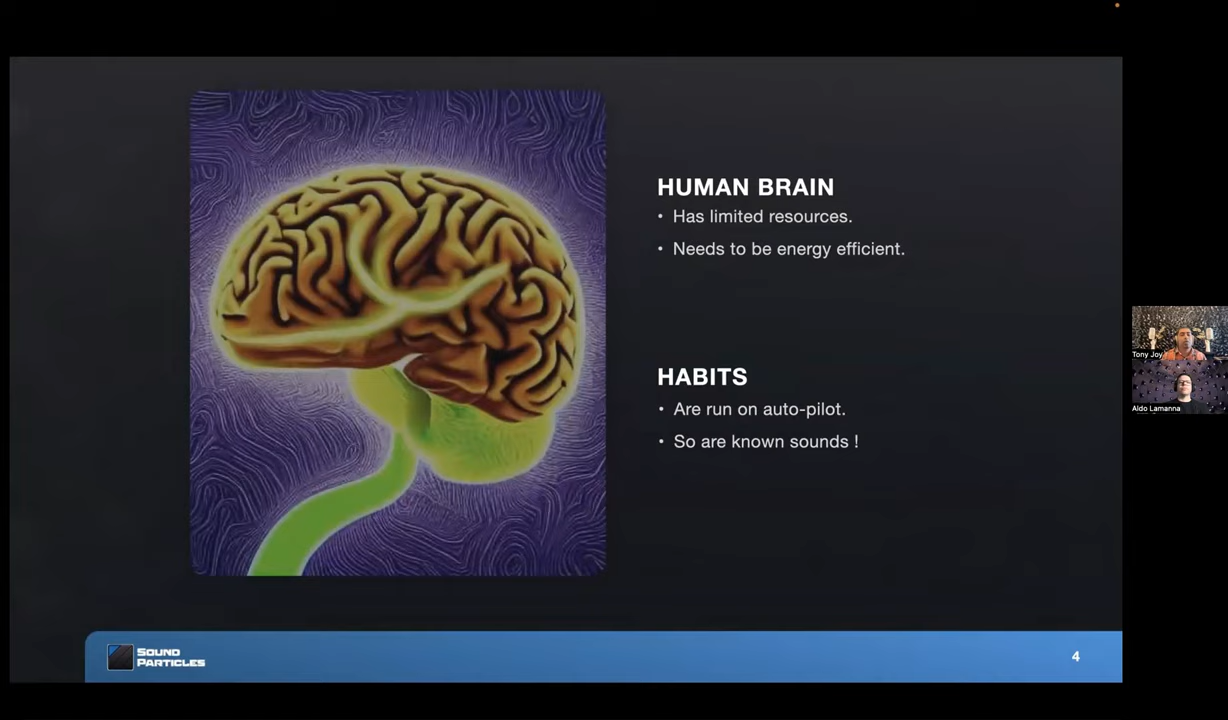 HUMAN BRAIN
• Has limited resources.
• Needs to be energy efficient.
HABITS
• Are run on auto-pilot.
• So are known sounds !
Tony Joy
Aldo Lamanna
SOUND
PARTICLES
4